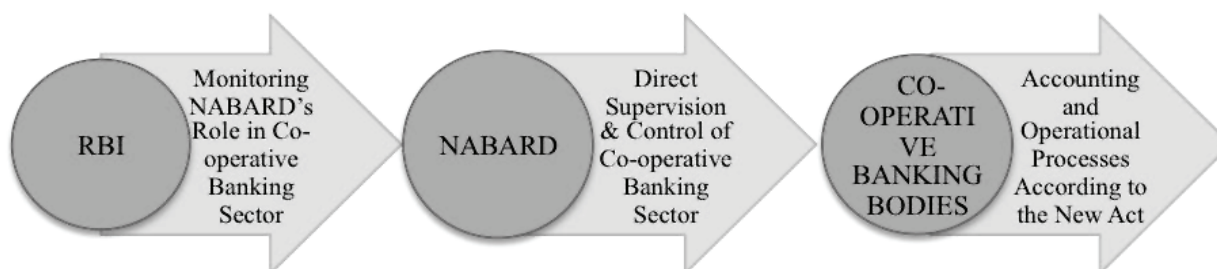 RBI
Monitoring
NABARD's
Role in Co-
operative
Banking
Sector
NABARD
Direct
Supervision
& Control of
Co-operative
Banking
Sector
CO-
OPERATI
VE
BANKING
BODIES
Accounting
and
Operational
Processes
According to
the New Act